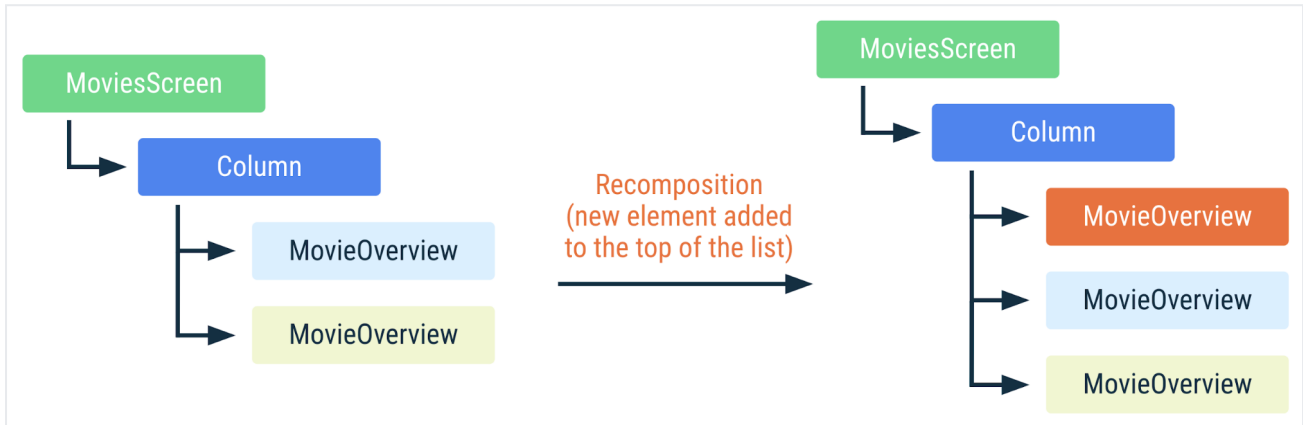 MoviesScreen
Column
MovieOverview
MovieOverview
Recomposition
(new element added
to the top of the list)
MoviesScreen
Column
MovieOverview
MovieOverview
MovieOverview